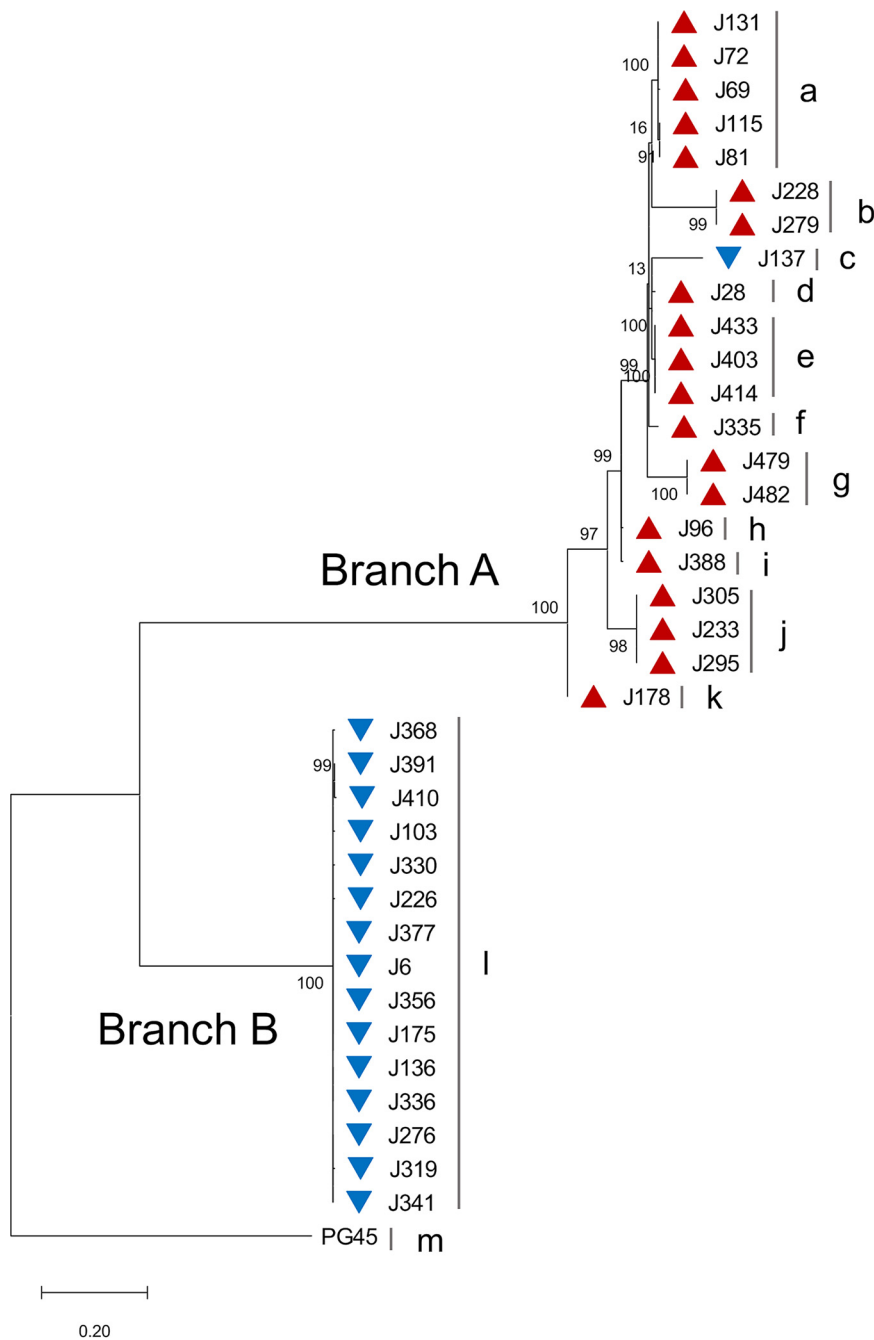 J131
100
J72
J69
a
16
J115
9
J81
J228
b
99
J279
J137
c
13
J28
d
100
J433
99
J403
e
100
J414
J335
f
99
J479
g
100
J482
97
J96
h
Branch A
J388
i
100
J305
J233
j
98
J295
J178
k
J368
99
J391
J410
J103
J330
J226
J377
J6
l
100
J356
Branch B
J175
J136
J336
J276
J319
J341
PG45
m
0.20